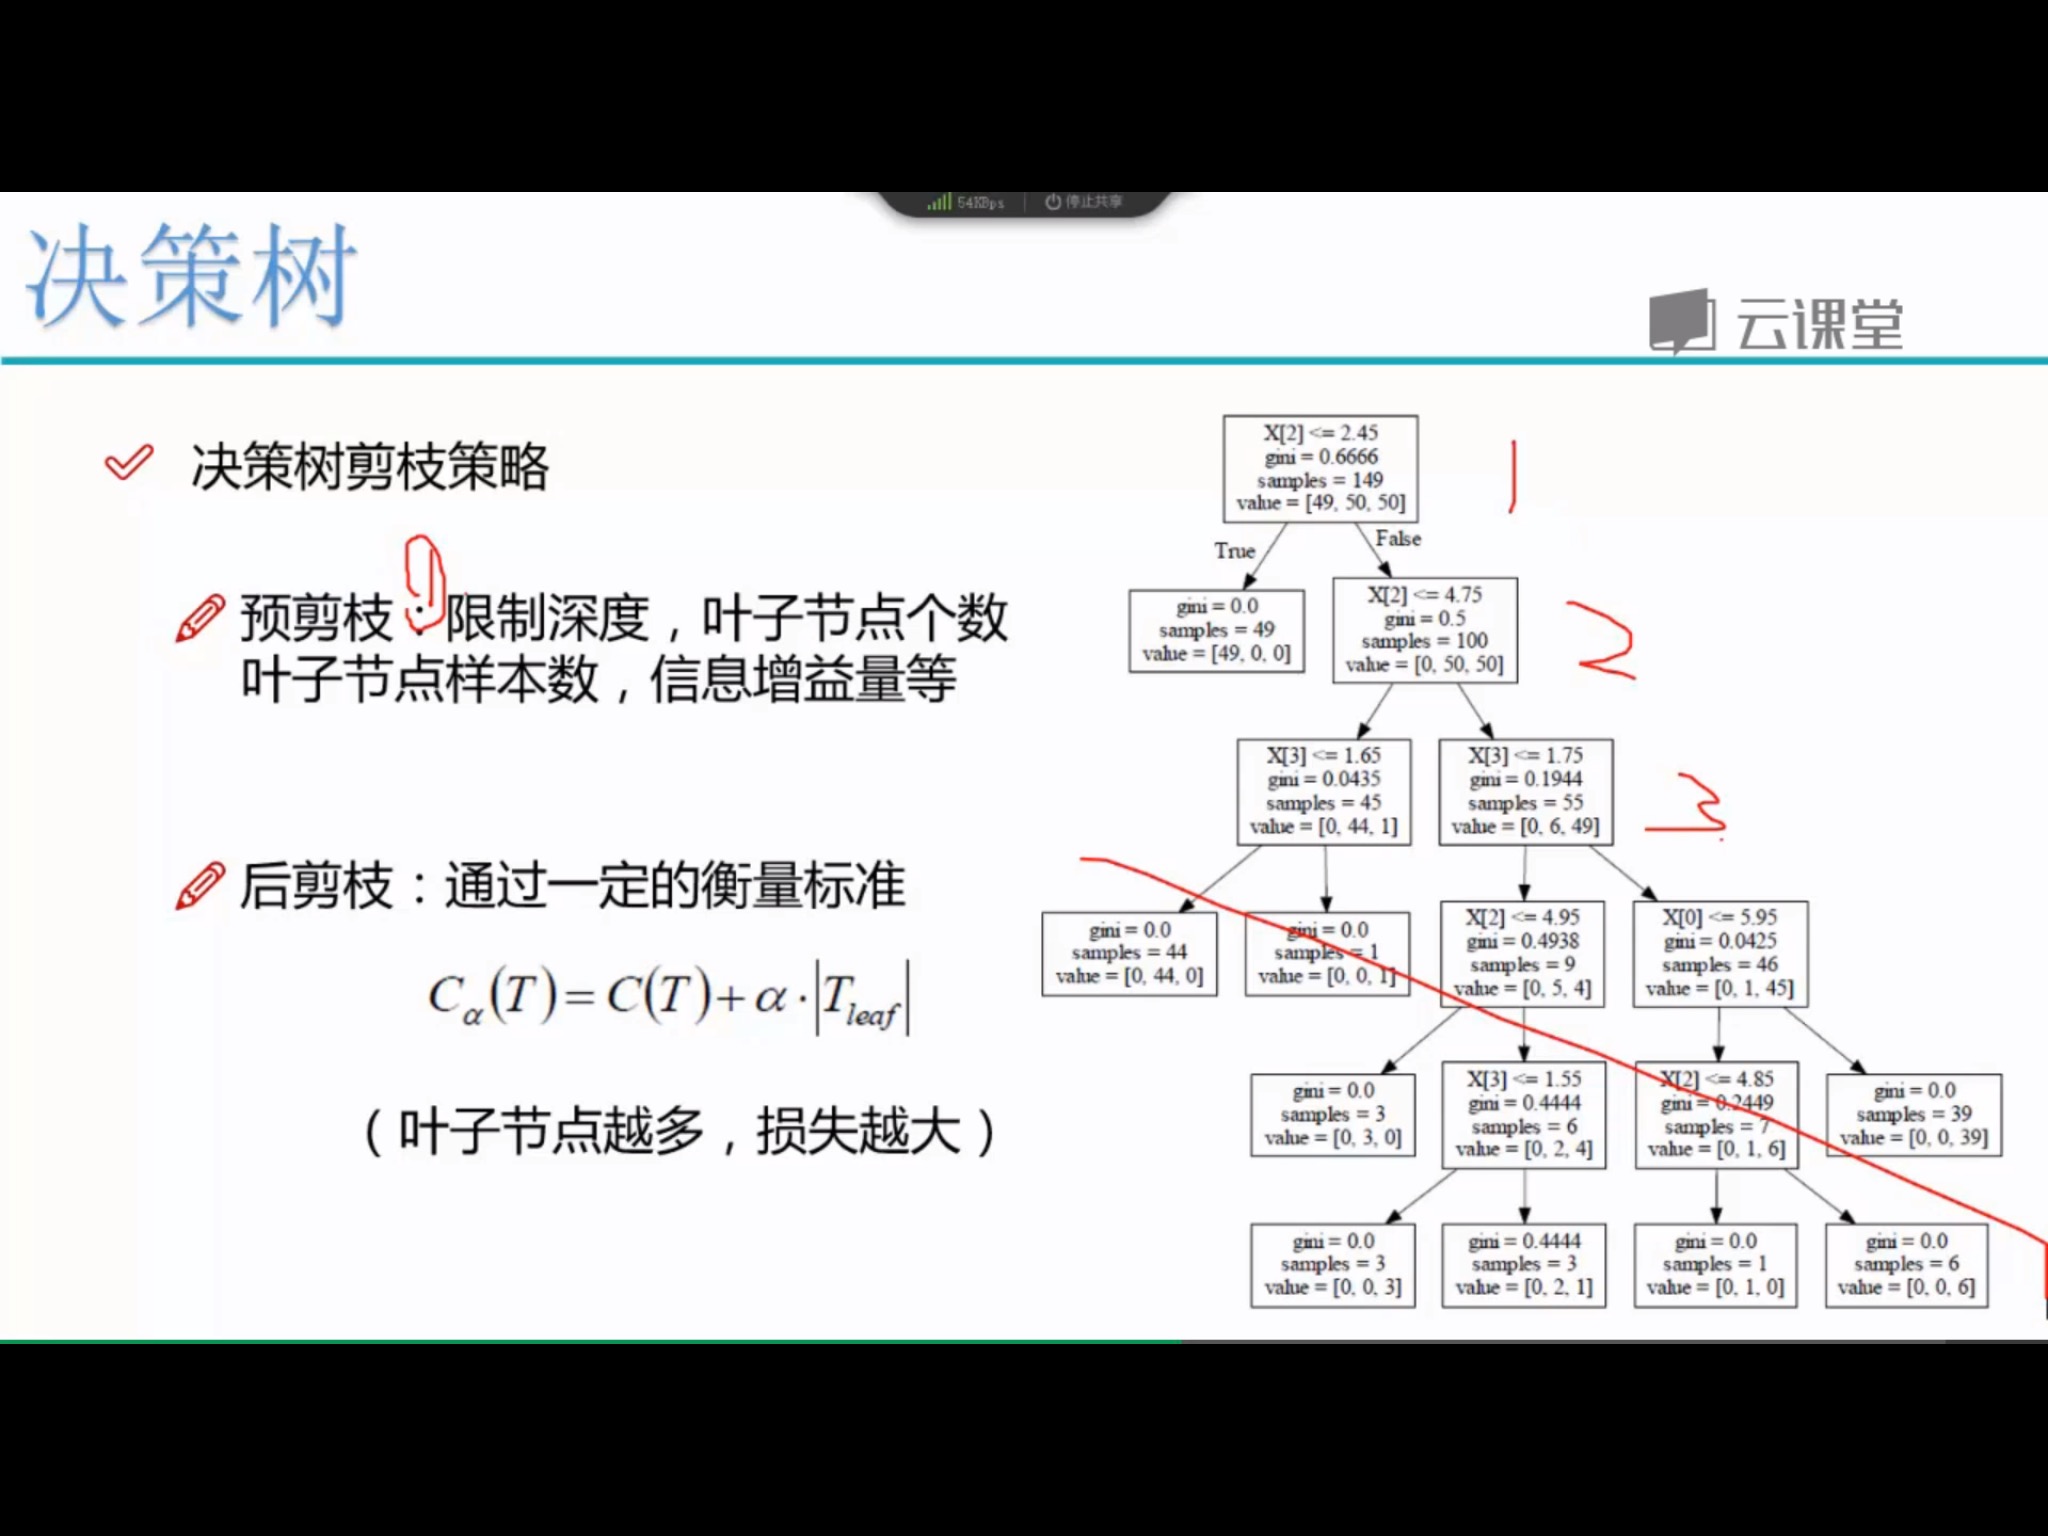 54KBps 停止共享
决策树
云课堂
决策树剪枝策略
预剪枝：限制深度，叶子节点个数
叶子节点样本数，信息增益量等
后剪枝：通过一定的衡量标准
Cα(T)=C(T)+α·|Tleaf|
（叶子节点越多，损失越大）
X[2] <= 2.45
gini = 0.6666
samples = 149
value = [49, 50, 50]
1
True
False
gini = 0.0
samples = 49
value = [49, 0, 0]
X[2] <= 4.75
gini = 0.5
samples = 100
value = [0, 50, 50]
2
X[3] <= 1.65
gini = 0.0435
samples = 45
value = [0, 44, 1]
X[3] <= 1.75
gini = 0.1944
samples = 55
value = [0, 6, 49]
3
gini = 0.0
samples = 44
value = [0, 44, 0]
gini = 0.0
samples = 1
value = [0, 0, 1]
X[2] <= 4.95
gini = 0.4938
samples = 9
value = [0, 5, 4]
X[0] <= 5.95
gini = 0.0425
samples = 46
value = [0, 1, 45]
gini = 0.0
samples = 3
value = [0, 3, 0]
X[3] <= 1.55
gini = 0.4444
samples = 6
value = [0, 2, 4]
X[2] <= 4.85
gini = 0.2449
samples = 7
value = [0, 1, 6]
gini = 0.0
samples = 39
value = [0, 0, 39]
gini = 0.0
samples = 3
value = [0, 0, 3]
gini = 0.4444
samples = 3
value = [0, 2, 1]
gini = 0.0
samples = 1
value = [0, 1, 0]
gini = 0.0
samples = 6
value = [0, 0, 6]